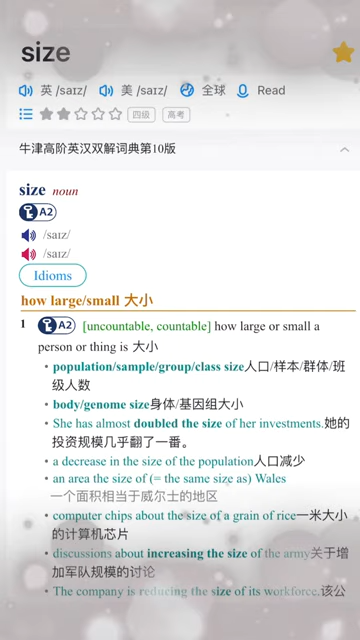 size
英 /saɪz/ 美 /saɪz/ 全球 Read
四级 高考
牛津高阶英汉双解词典第10版
size noun
A2
/saɪz/
/saɪz/
Idioms
how large/small 大小
1 A2 [uncountable, countable] how large or small a
person or thing is 大小
• population/sample/group/class size人口/样本/群体/班
级人数
• body/genome size身体/基因组大小
• She has almost doubled the size of her investments.她的
投资规模几乎翻了一番。
• a decrease in the size of the population人口减少
• an area the size of (= the same size as) Wales
一个面积相当于威尔士的地区
• computer chips about the size of a grain of rice一米大小
的计算机芯片
• discussions about increasing the size of the army关于增
加军队规模的讨论
• The company is reducing the size of its workforce.该公